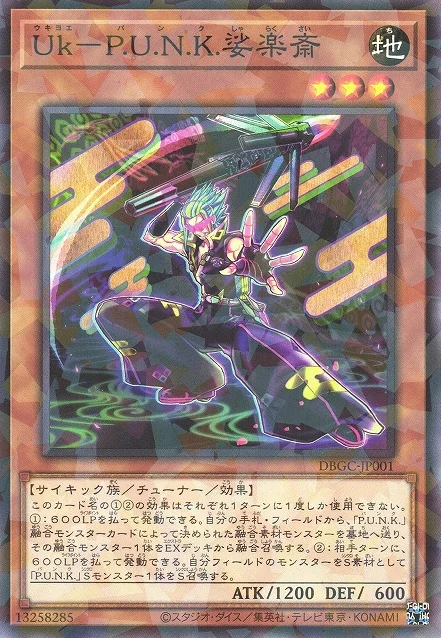 ウキヨエ パンク しゃらくさい
Uk－P.U.N.K.娑楽斎
地
DBGC-JP001
【サイキック族／チューナー／効果】
このカード名の①②の効果はそれぞれ1ターンに1度しか使用できない。
①：600LPを払って発動できる。自分の手札・フィールドから、「P.U.N.K.」
融合モンスターカードによって決められた融合素材モンスターを墓地へ送り、
その融合モンスター1体をEXデッキから融合召喚する。②：相手ターンに、
600LPを払って発動できる。自分フィールドのモンスターをS素材として
「P.U.N.K.」Sモンスター1体をS召喚する。
ATK/1200 DEF/ 600
13258285 ©スタジオ・ダイス／集英社・テレビ東京・KONAMI